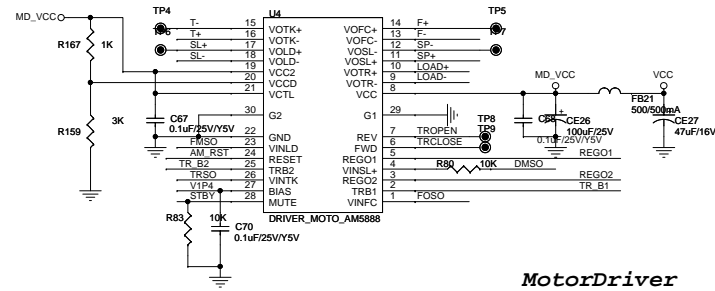 MD_VCC
R167
1K
R159
3K
TP4
TP6
T-
T+
SL+
SL-
C67
0.1uF/25V/Y5V
FMSO
AM_RST
TR_B2
TRSO
V1P4
STBY
R83
10K
C70
0.1uF/25V/Y5V
U4
15 VOTK+ VOFC+ 14
16 VOTK- VOFC- 13
17 VOLD+ VOSL- 12
18 VOLD- VOSL+ 11
19 VCC2 VOTR+ 10
20 VCCD VOTR- 9
21 VCTL VCC 8
30 G2 G1 29
22 GND REV 7
23 VINLD FWD 6
24 RESET REGO1 5
25 TRB2 VINSL+ 4
26 VINTK REGO2 3
27 BIAS TRB1 2
28 MUTE VINFC 1
DRIVER_MOTO_AM5888
F+
F-
SP-
SP+
LOAD+
LOAD-
TP5
TP7
MD_VCC
VCC
FB21
500/500mA
C68
0.1uF/25V/Y5V
CE26
100uF/25V
CE27
47uF/16V
TP8
TP9
TROPEN
TRCLOSE
REGO1
R80
10K
DMSO
REGO2
TR_B1
FOSO
MotorDriver